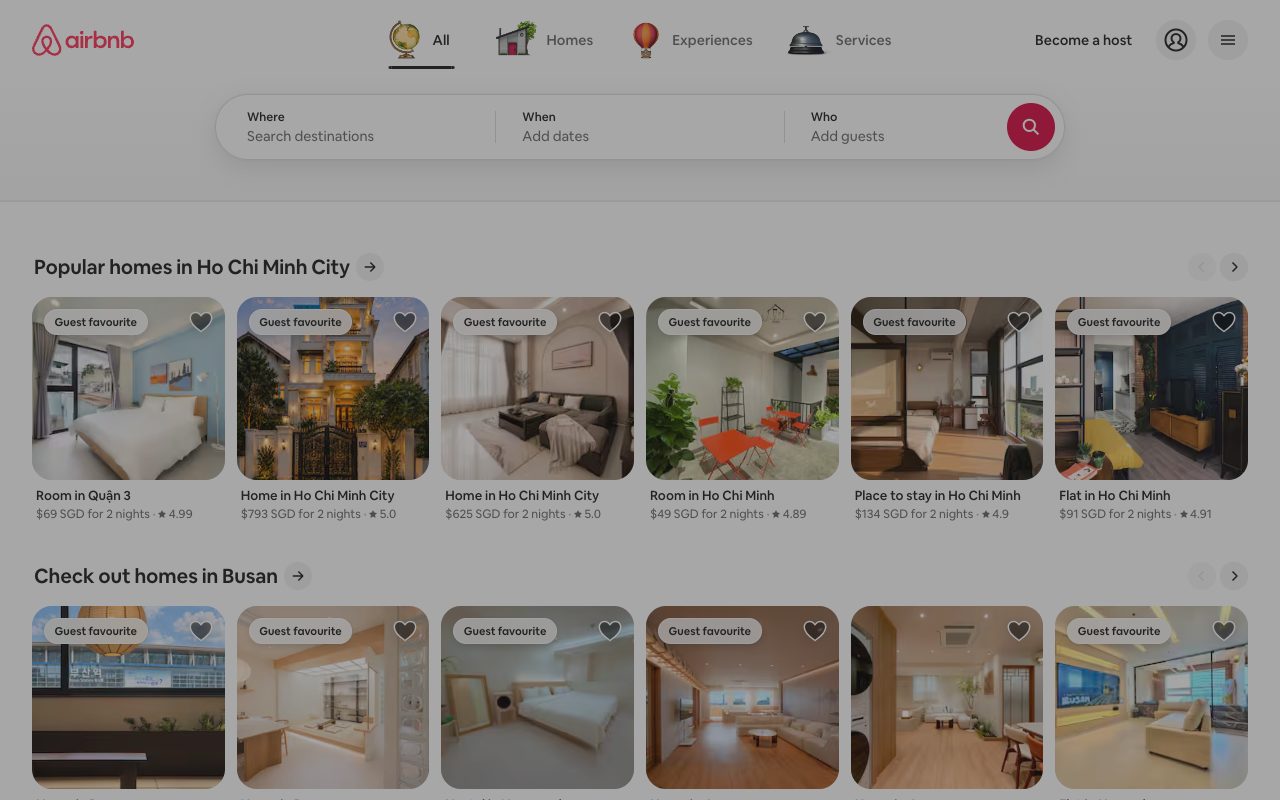 airbnb
All
Homes
Experiences
Services
Become a host
Where
Search destinations
When
Add dates
Who
Add guests
Popular homes in Ho Chi Minh City
Guest favourite
Guest favourite
Guest favourite
Guest favourite
Guest favourite
Guest favourite
Room in Quận 3
$69 SGD for 2 nights · ★ 4.99
Home in Ho Chi Minh City
$793 SGD for 2 nights · ★ 5.0
Home in Ho Chi Minh City
$625 SGD for 2 nights · ★ 5.0
Room in Ho Chi Minh
$49 SGD for 2 nights · ★ 4.89
Place to stay in Ho Chi Minh
$134 SGD for 2 nights · ★ 4.9
Flat in Ho Chi Minh
$91 SGD for 2 nights · ★ 4.91
Check out homes in Busan
Guest favourite
Guest favourite
Guest favourite
Guest favourite
Guest favourite
Guest favourite
부산역